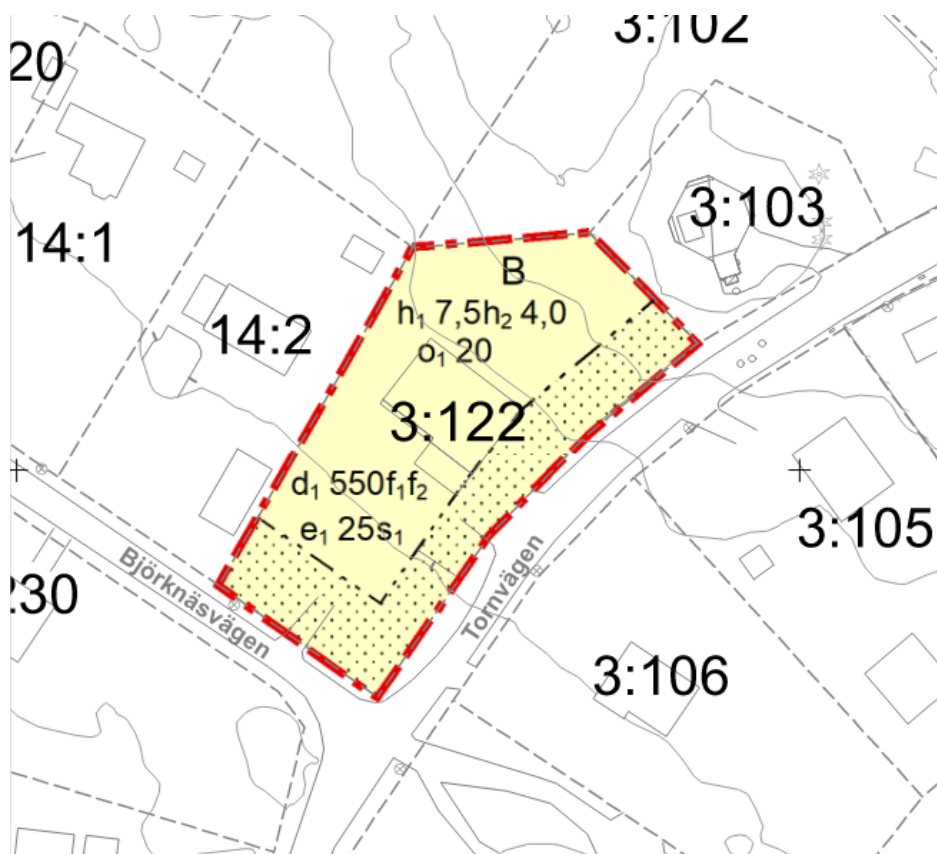 3:102
20
3:103
14:1
B
h₁ 7,5h₂ 4,0
o₁ 20
14:2
3:122
d₁ 550f₁f₂
e₁ 25s₁
3:105
Björknäsvägen
Tornvägen
:230
3:106